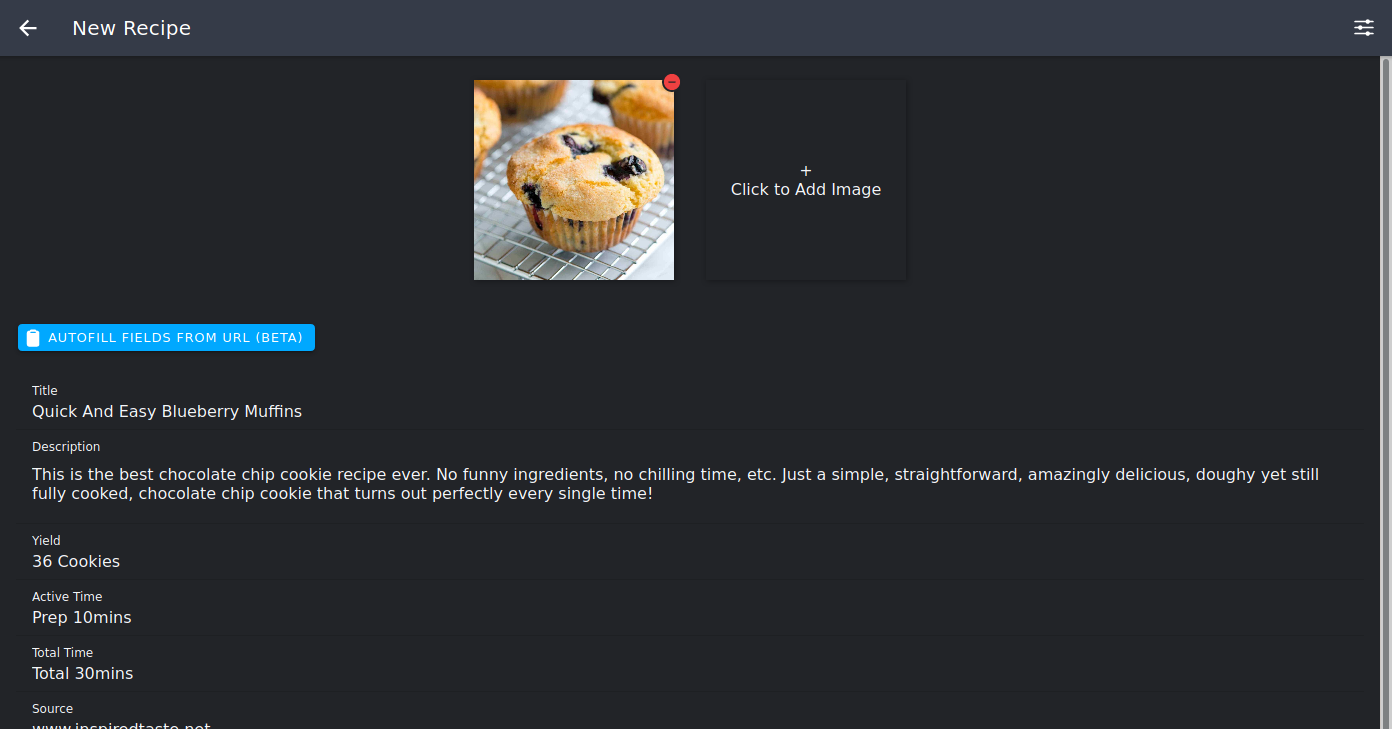 New Recipe
+
Click to Add Image
AUTOFILL FIELDS FROM URL (BETA)
Title
Quick And Easy Blueberry Muffins
Description
This is the best chocolate chip cookie recipe ever. No funny ingredients, no chilling time, etc. Just a simple, straightforward, amazingly delicious, doughy yet still
fully cooked, chocolate chip cookie that turns out perfectly every single time!
Yield
36 Cookies
Active Time
Prep 10mins
Total Time
Total 30mins
Source
www.inspiredtaste.net